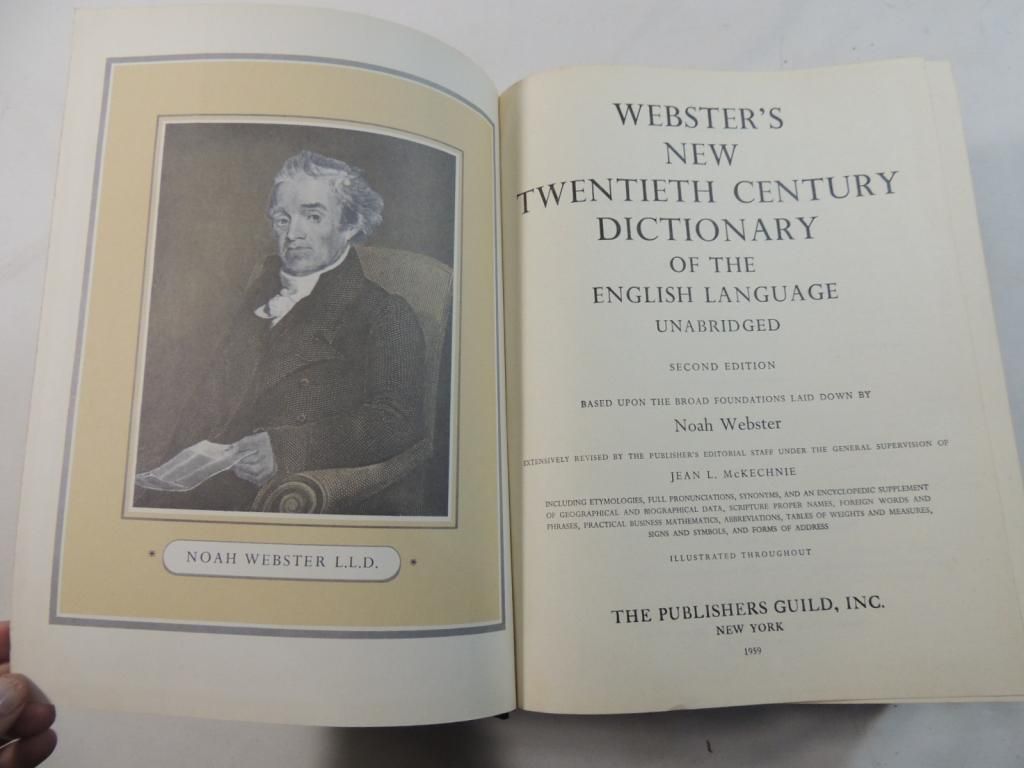 NOAH WEBSTER L.L.D.
WEBSTER'S
NEW
TWENTIETH CENTURY
DICTIONARY
OF THE
ENGLISH LANGUAGE
UNABRIDGED
SECOND EDITION
BASED UPON THE BROAD FOUNDATIONS LAID DOWN BY
Noah Webster
EXTENSIVELY REVISED BY THE PUBLISHER'S EDITORIAL STAFF UNDER THE GENERAL SUPERVISION OF
JEAN L. McKECHNIE
INCLUDING ETYMOLOGIES, FULL PRONUNCIATIONS, SYNONYMS, AND AN ENCYCLOPEDIC SUPPLEMENT
OF GEOGRAPHICAL AND BIOGRAPHICAL DATA, SCRIPTURE PROPER NAMES, FOREIGN WORDS AND
PHRASES, PRACTICAL BUSINESS MATHEMATICS, ABBREVIATIONS, TABLES OF WEIGHTS AND MEASURES,
SIGNS AND SYMBOLS, AND FORMS OF ADDRESS
ILLUSTRATED THROUGHOUT
THE PUBLISHERS GUILD, INC.
NEW YORK
1959